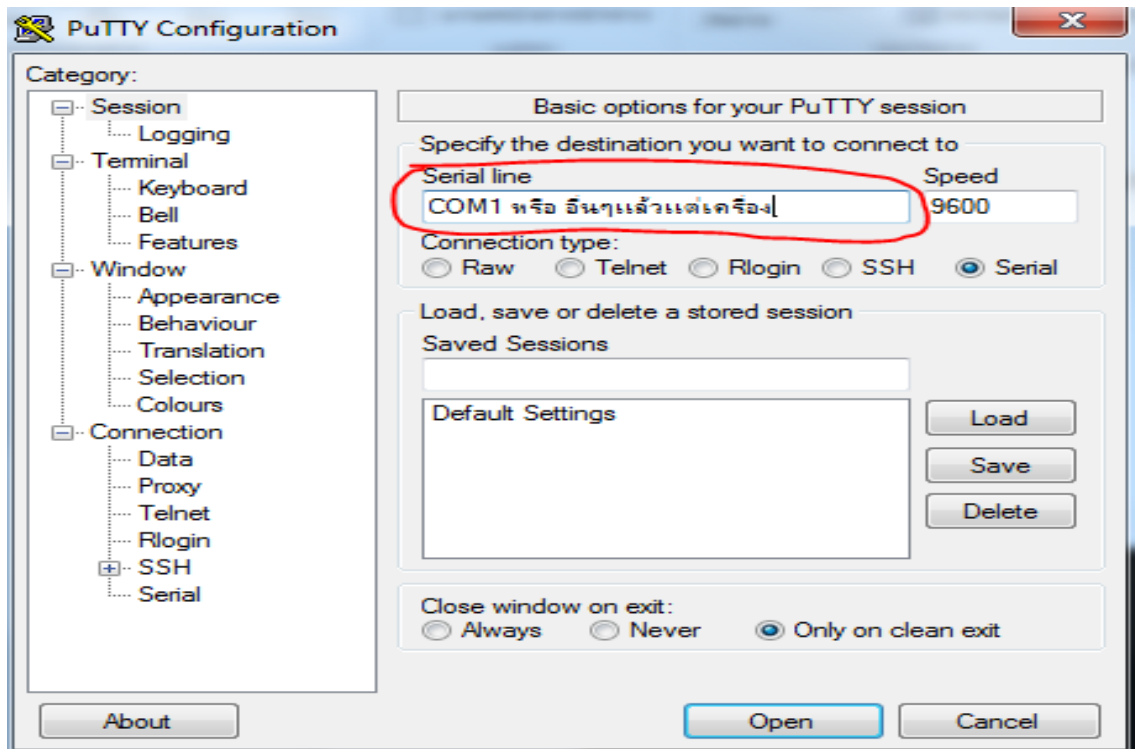 PuTTY Configuration
Category:
Session
Logging
Terminal
Keyboard
Bell
Features
Window
Appearance
Behaviour
Translation
Selection
Colours
Connection
Data
Proxy
Telnet
Rlogin
SSH
Serial
Basic options for your PuTTY session
Specify the destination you want to connect to
Serial line Speed
COM1 หรือ อื่นๆแล้วแต่เครื่อง 9600
Connection type:
Raw Telnet Rlogin SSH Serial
Load, save or delete a stored session
Saved Sessions
Default Settings
Load
Save
Delete
Close window on exit:
Always Never Only on clean exit
About Open Cancel